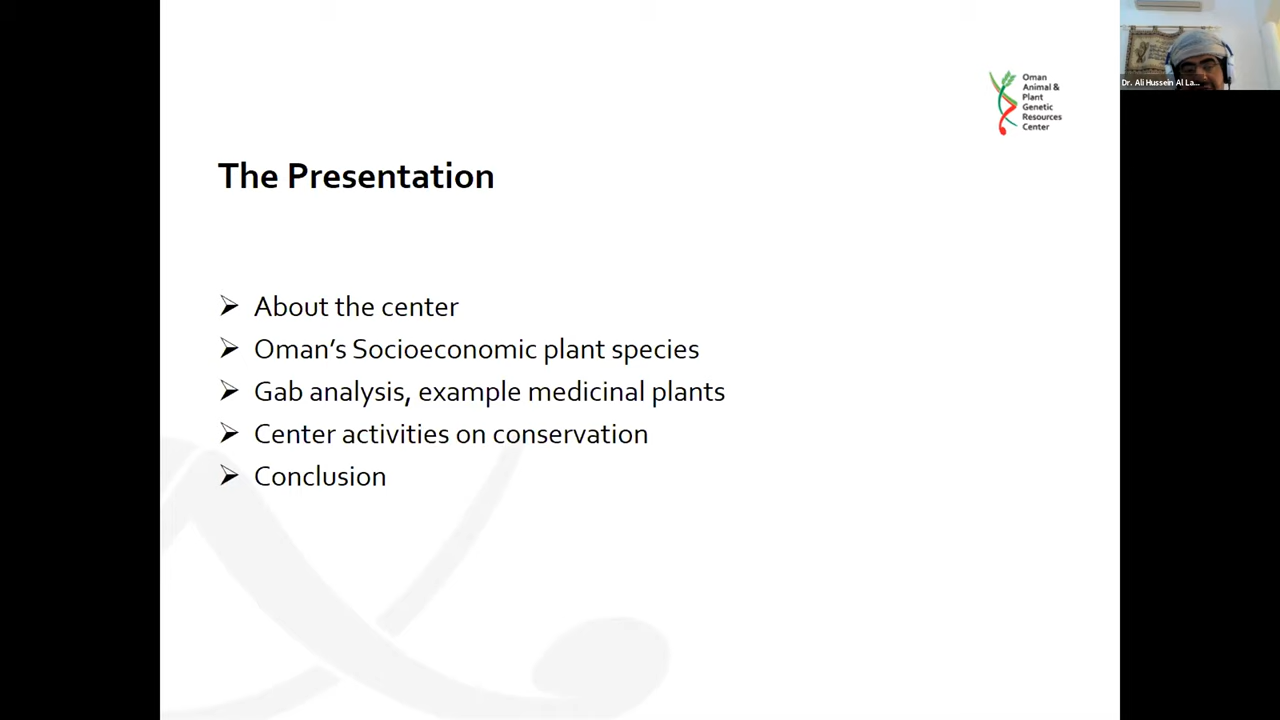 Oman
Animal &
Plant
Genetic
Resources
Center
Dr. Ali Hussein Al La...
The Presentation
About the center
Oman's Socioeconomic plant species
Gab analysis, example medicinal plants
Center activities on conservation
Conclusion